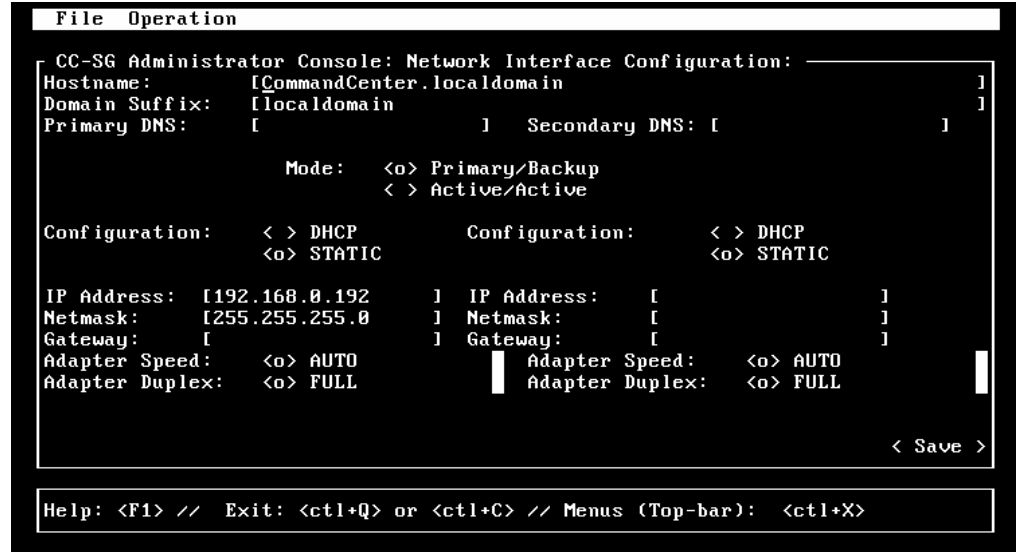 File  Operation
CC-SG Administrator Console: Network Interface Configuration:
Hostname:         [CommandCenter.localdomain                                                  ]
Domain Suffix:    [localdomain                                                                ]
Primary DNS:      [                           ]    Secondary DNS: [                           ]
Mode:    <o> Primary/Backup
< > Active/Active
Configuration:    < > DHCP            Configuration:    < > DHCP
<o> STATIC                            <o> STATIC
IP Address:  [192.168.0.192       ]  IP Address:    [                           ]
Netmask:     [255.255.255.0       ]  Netmask:       [                           ]
Gateway:     [                    ]  Gateway:       [                           ]
Adapter Speed:    <o> AUTO            Adapter Speed:    <o> AUTO
Adapter Duplex:   <o> FULL            Adapter Duplex:   <o> FULL
< Save >
Help: <F1> //  Exit: <ctl+Q> or <ctl+C> // Menus (Top-bar):  <ctl+X>